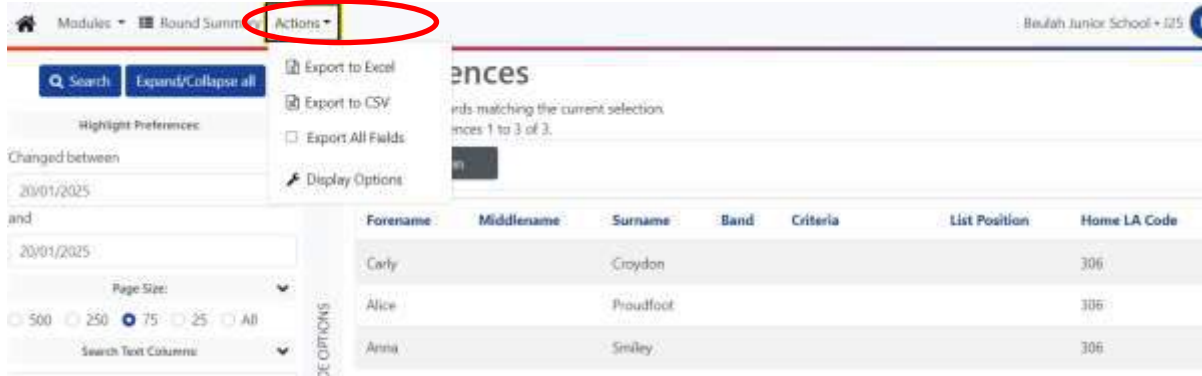 Modules Round Summary Actions Beulah Junior School • J25
Search Expand/Collapse all
Highlight Preferences:
Changed between
20/01/2025
and
20/01/2025
Page Size:
500 250 75 25 All
Search Text Columns:
Export to Excel
Export to CSV
Export All Fields
Display Options
ences
rds matching the current selection.
ences 1 to 3 of 3.
DE OPTIONS
Forename Middlename Surname Band Criteria List Position Home LA Code
Carly Croydon 306
Alice Proudfoot 306
Anna Smiley 306